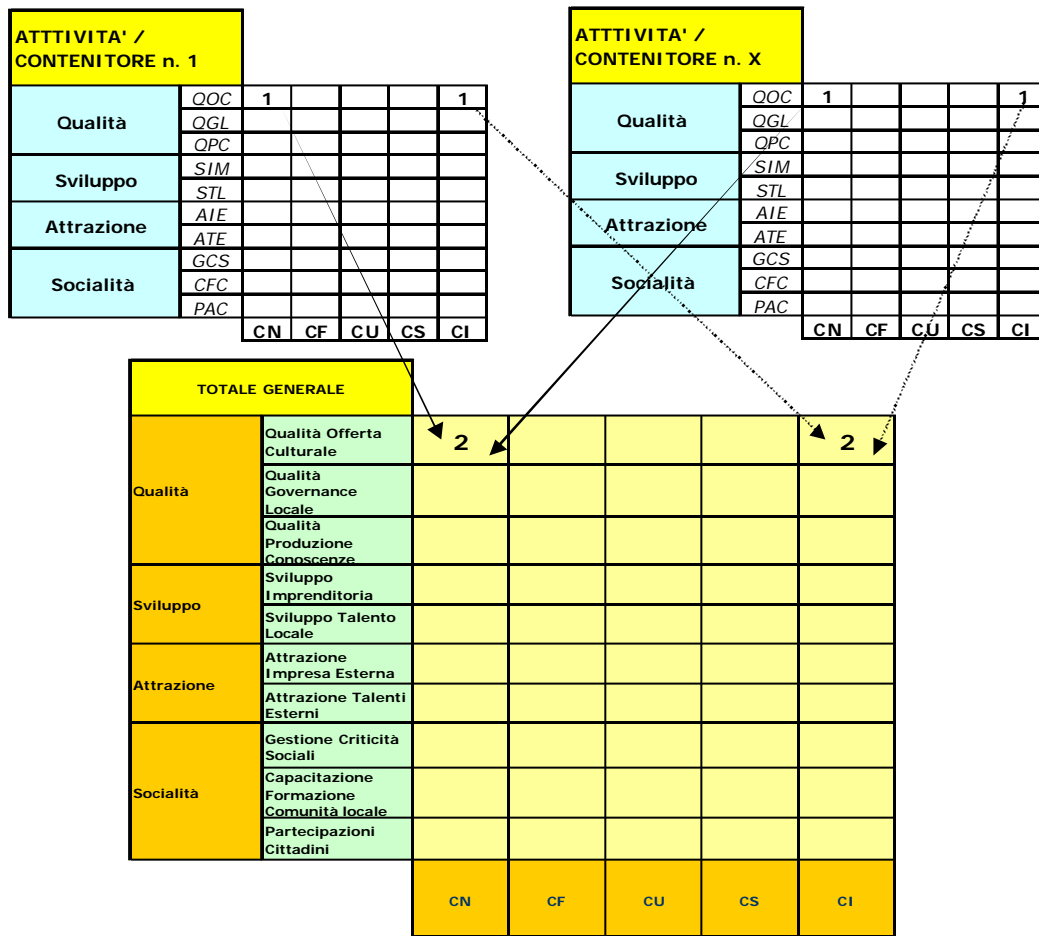 ATTTIVITA' /
CONTENITORE n. 1
Qualità
QOC 1 1
QGL
QPC
Sviluppo
SIM
STL
Attrazione
AIE
ATE
Socialità
GCS
CFC
PAC
CN CF CU CS CI
ATTTIVITA' /
CONTENITORE n. X
Qualità
QOC 1 1
QGL
QPC
Sviluppo
SIM
STL
Attrazione
AIE
ATE
Socialità
GCS
CFC
PAC
CN CF CU CS CI
TOTALE GENERALE
Qualità
Qualità Offerta
Culturale
2 2
Qualità
Governance
Locale
Qualità
Produzione
Conoscenze
Sviluppo
Sviluppo
Imprenditoria
Sviluppo Talento
Locale
Attrazione
Attrazione
Impresa Esterna
Attrazione Talenti
Esterni
Socialità
Gestione Criticità
Sociali
Capacitazione
Formazione
Comunità locale
Partecipazioni
Cittadini
CN CF CU CS CI